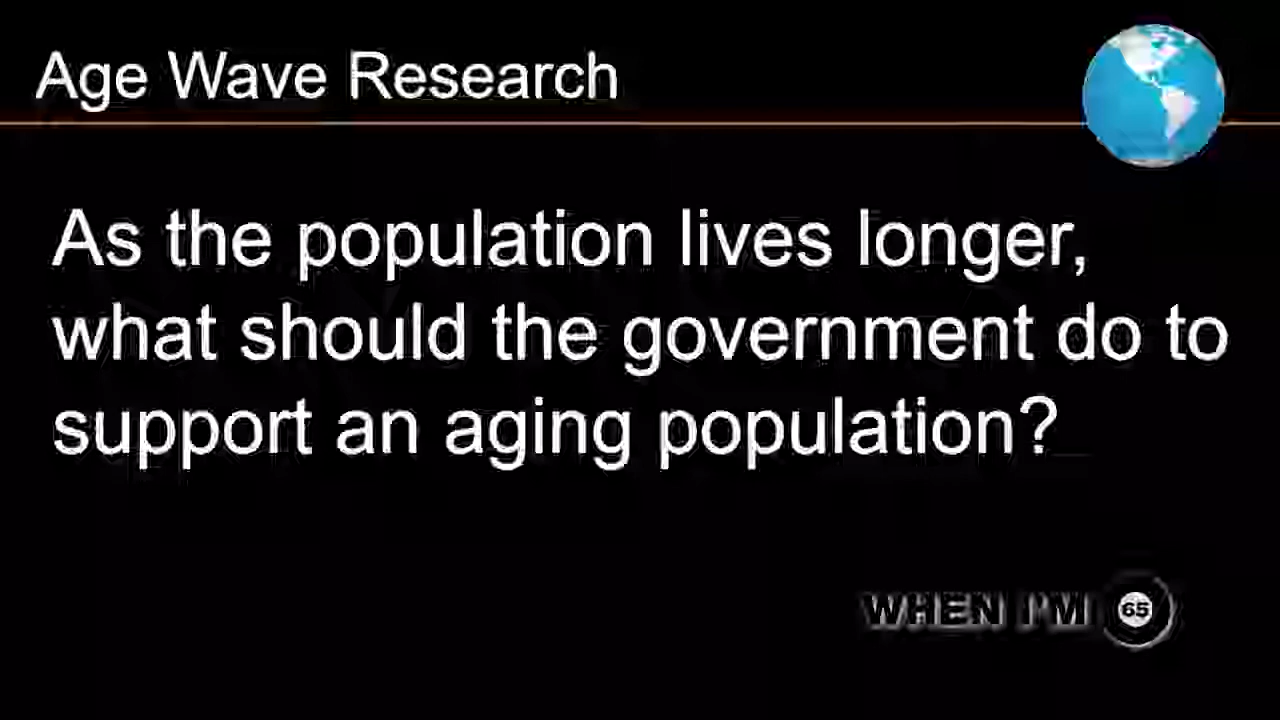 Age Wave Research
As the population lives longer,
what should the government do to
support an aging population?
WHEN I'M 65